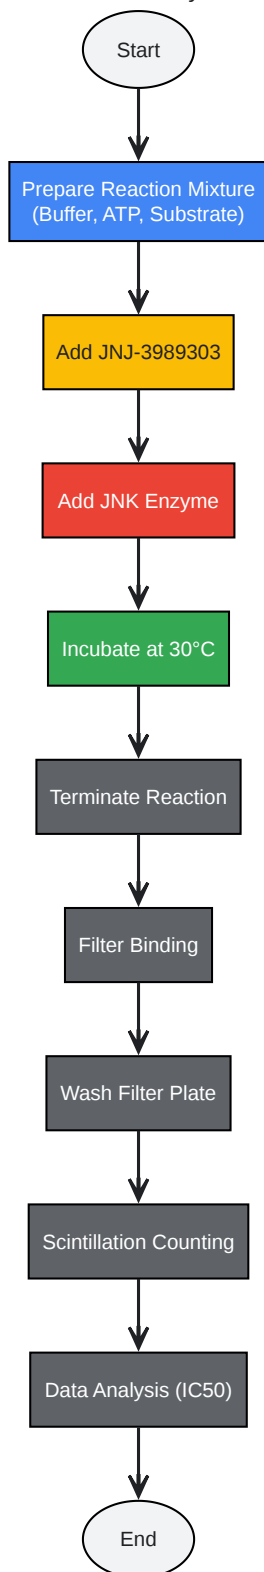 Start
Prepare Reaction Mixture
(Buffer, ATP, Substrate)
Add JNJ-3989303
Add JNK Enzyme
Incubate at 30°C
Terminate Reaction
Filter Binding
Wash Filter Plate
Scintillation Counting
Data Analysis (IC50)
End